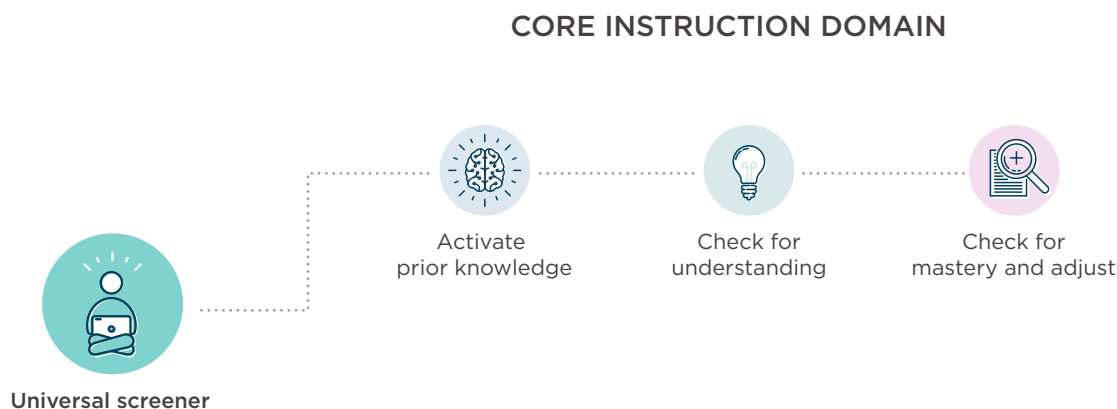 CORE INSTRUCTION DOMAIN
Activate
prior knowledge
Check for
understanding
Check for
mastery and adjust
Universal screener